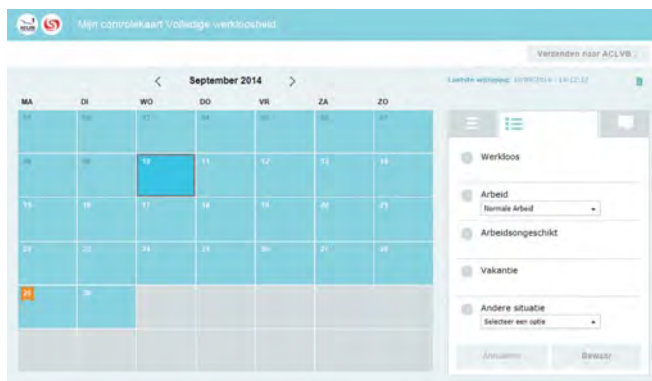 Mijn controlekaart Volledige werkloosheid
Verzenden naar ACLVB
September 2014
MA DI WO DO VR ZA ZO
10 11 12 13 14
15 16 17 18 19 20 21
22 23 24 25 26 27 28
29 30
Werkloos
Arbeid
Normale Arbeid
Arbeidsongeschikt
Vakantie
Andere situatie
Selecteer een optie
Annuleren Bewaar